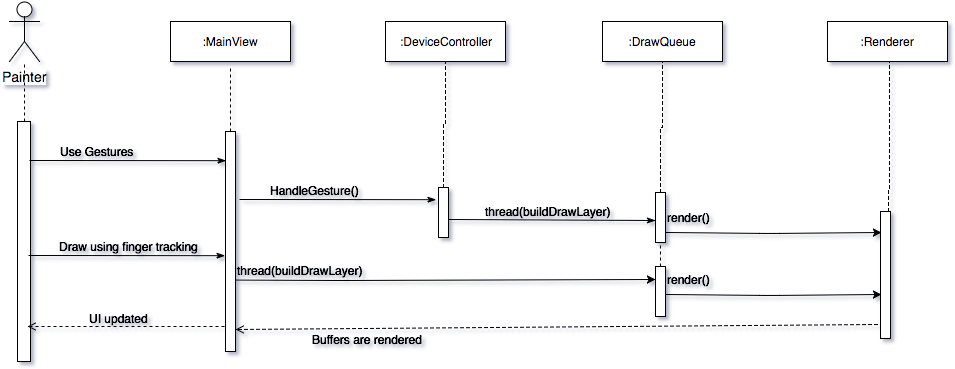 :MainView
:DeviceController
:DrawQueue
:Renderer
Painter
Use Gestures
HandleGesture()
thread(buildDrawLayer)
render()
Draw using finger tracking
thread(buildDrawLayer)
render()
UI updated
Buffers are rendered